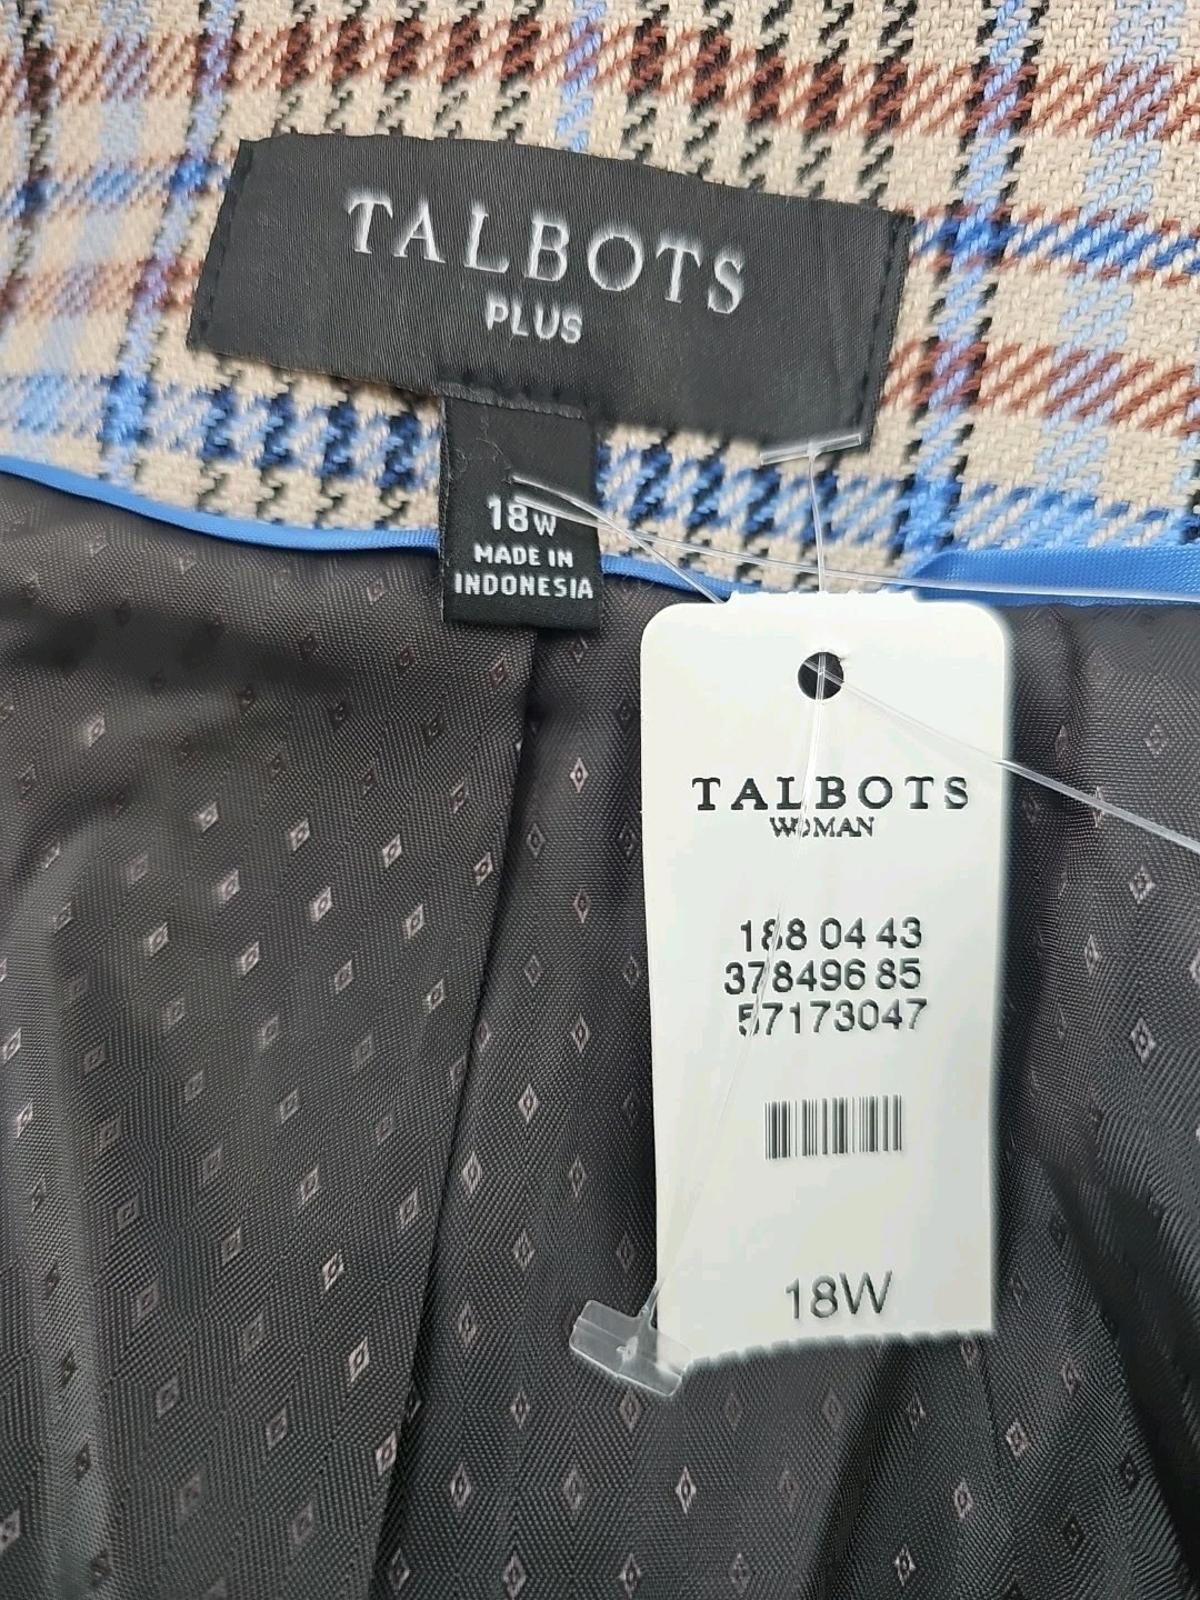 TALBOTS
PLUS
18W
MADE IN
INDONESIA
TALBOTS
WOMAN
188 04 43
378496 85
57173047
18W